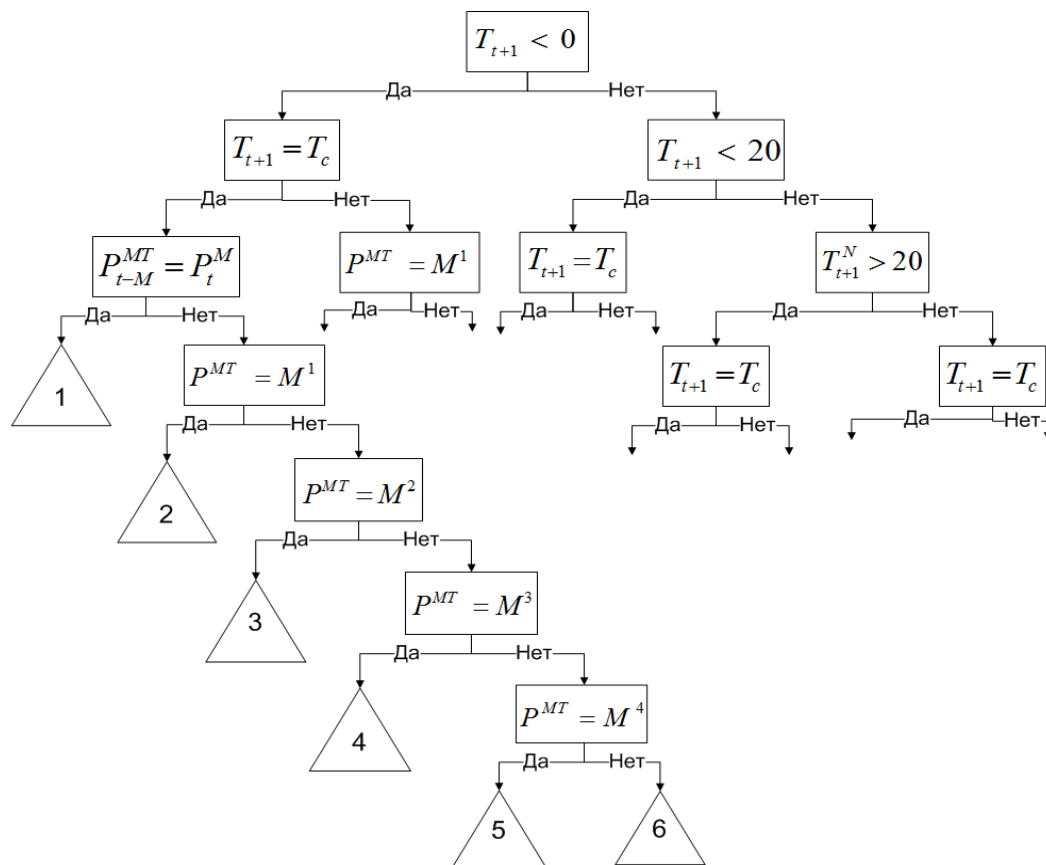 T_{t+1} < 0
Да Нет
T_{t+1} = T_c
T_{t+1} < 20
Да Нет
Да Нет
P_{t-M}^{MT} = P_t^M
P^{MT} = M^1
T_{t+1} = T_c
T_{t+1}^N > 20
Да Нет
Да Нет
Да Нет
Да Нет
1
P^{MT} = M^1
T_{t+1} = T_c
T_{t+1} = T_c
Да Нет
Да Нет
Да Нет
2
P^{MT} = M^2
Да Нет
3
P^{MT} = M^3
Да Нет
4
P^{MT} = M^4
Да Нет
5
6